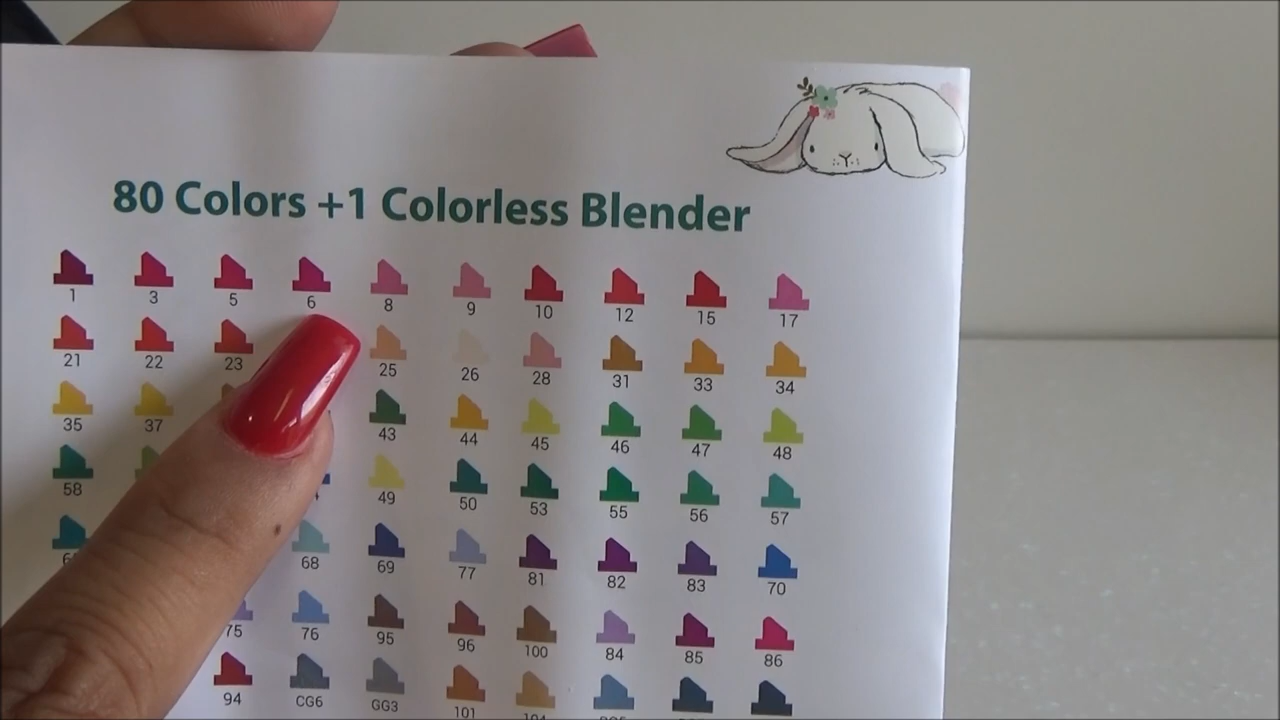 80 Colors +1 Colorless Blender
1 3 5 6 8 9 10 12 15 17
21 22 23 25 26 28 31 33 34
35 37 43 44 45 46 47 48
58 49 50 53 55 56 57
68 69 77 81 82 83 70
75 76 95 96 100 84 85 86
94 CG6 GG3 101